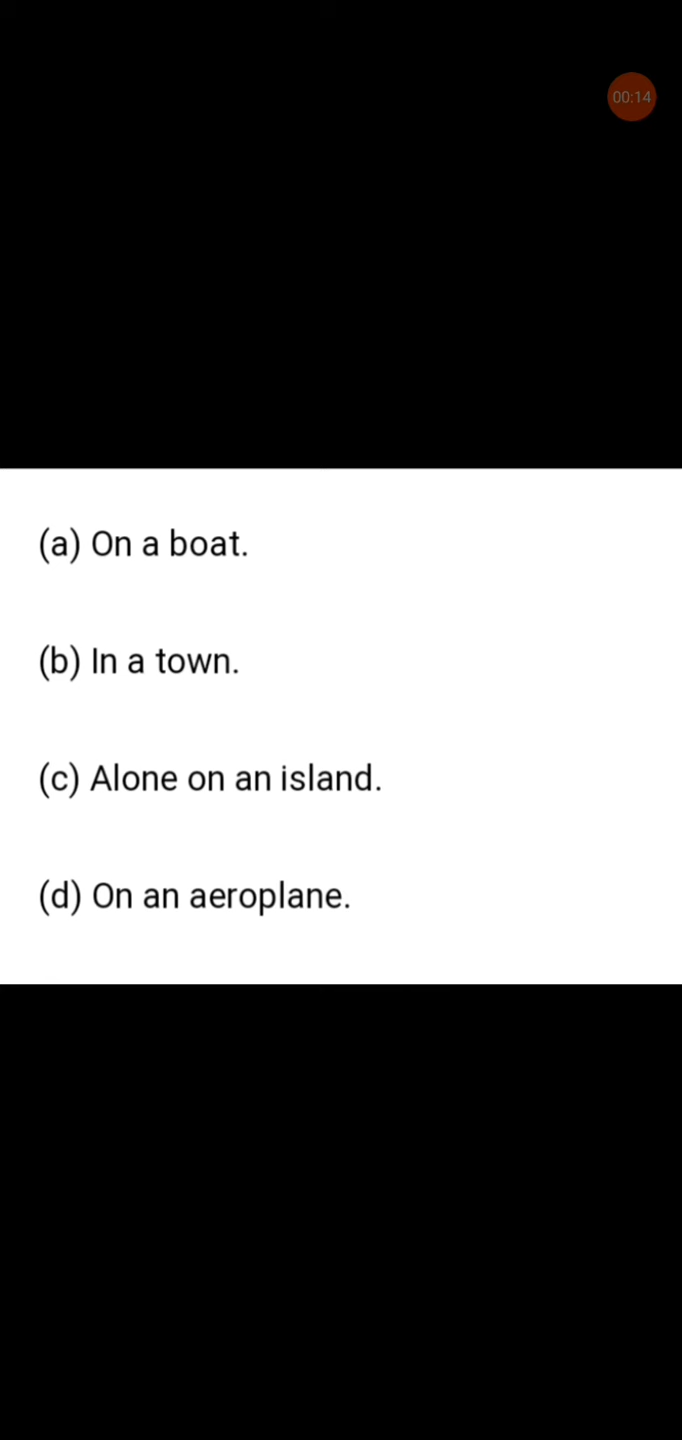 00:14
(a) On a boat.
(b) In a town.
(c) Alone on an island.
(d) On an aeroplane.